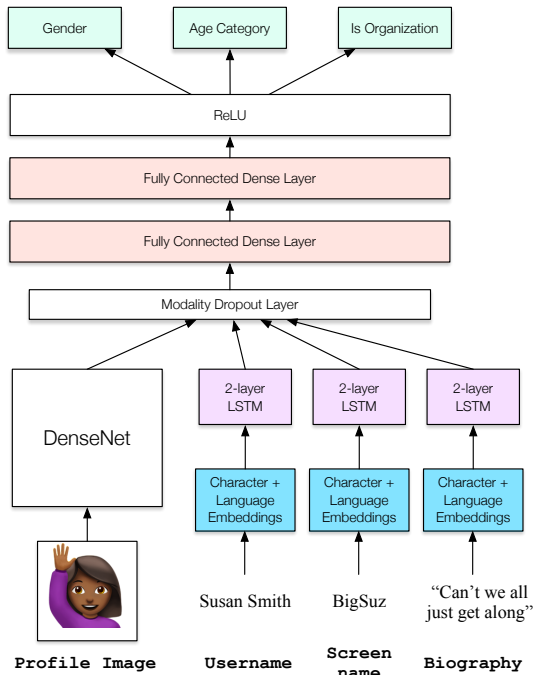 Gender
Age Category
Is Organization
ReLU
Fully Connected Dense Layer
Fully Connected Dense Layer
Modality Dropout Layer
DenseNet
2-layer
LSTM
2-layer
LSTM
2-layer
LSTM
Character +
Language
Embeddings
Character +
Language
Embeddings
Character +
Language
Embeddings
Susan Smith
BigSuz
“Can’t we all
just get along”
Profile Image
Username
Screen
name
Biography